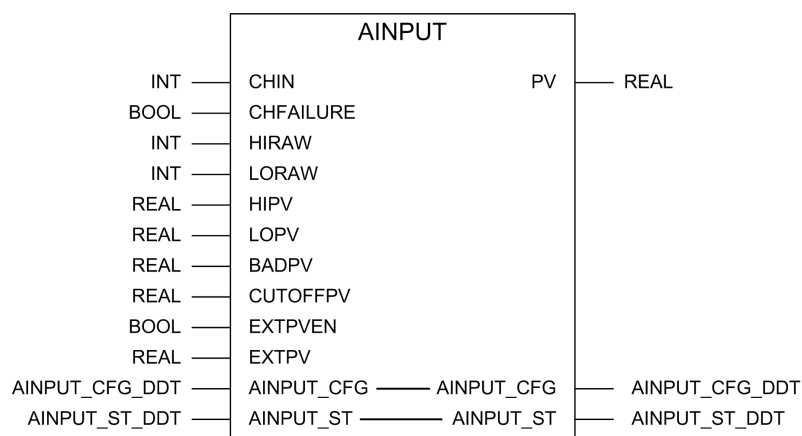 AINPUT
INT CHIN PV REAL
BOOL CHFAILURE
INT HIRAW
INT LORAW
REAL HIPV
REAL LOPV
REAL BADPV
REAL CUTOFFPV
BOOL EXTPVEN
REAL EXTPV
AINPUT_CFG_DDT AINPUT_CFG AINPUT_CFG AINPUT_CFG_DDT
AINPUT_ST_DDT AINPUT_ST AINPUT_ST AINPUT_ST_DDT